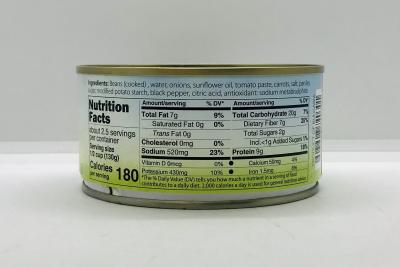 Ingredients: Beans (cooked), water, onions, sunflower oil, tomato paste, carrots, salt, parsley,
sugar, modified potato starch, black pepper, citric acid, antioxidant: sodium metabisulphite
Nutrition
Facts
about 2.5 servings
per container
Serving size
1/2 cup (130g)
Calories 180
per serving
Amount/serving % DV*
Total Fat 7g 9%
Saturated Fat 0g 0%
Trans Fat 0g
Cholesterol 0mg 0%
Sodium 520mg 23%
Amount/serving %DV*
Total Carbohydrate 20g 7%
Dietary Fiber 7g 25%
Total Sugars 2g
Incl.<1g Added Sugars 1%
Protein 9g 18%
Vitamin D 0mcg 0% • Calcium 50mg 4%
Potassium 430mg 10% • Iron 1.5mg 8%
*The % Daily Value (DV) tells you how much a nutrient in a serving of food
contributes to a daily diet. 2,000 calories a day is used for general nutrition advice.